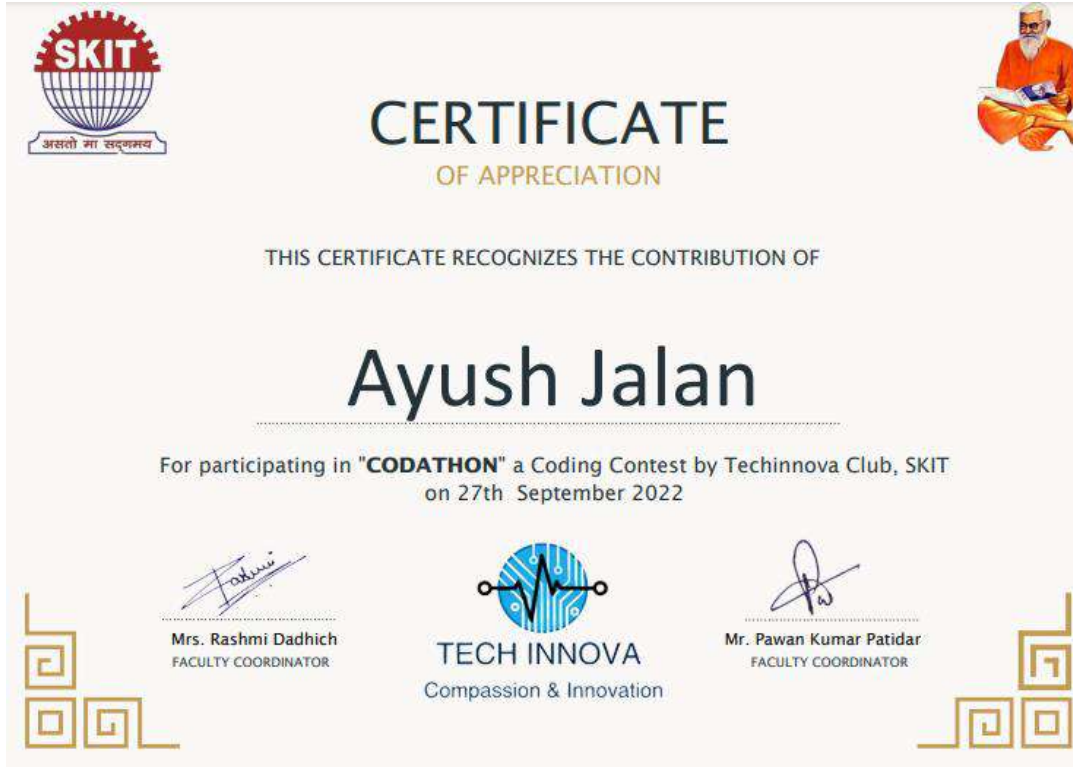 SKIT
असतो मा सद्गमय
CERTIFICATE
OF APPRECIATION
THIS CERTIFICATE RECOGNIZES THE CONTRIBUTION OF
Ayush Jalan
For participating in "CODATHON" a Coding Contest by Techinnova Club, SKIT
on 27th September 2022
Rashmi
Mrs. Rashmi Dadhich
FACULTY COORDINATOR
TECH INNOVA
Compassion & Innovation
Mr. Pawan Kumar Patidar
FACULTY COORDINATOR